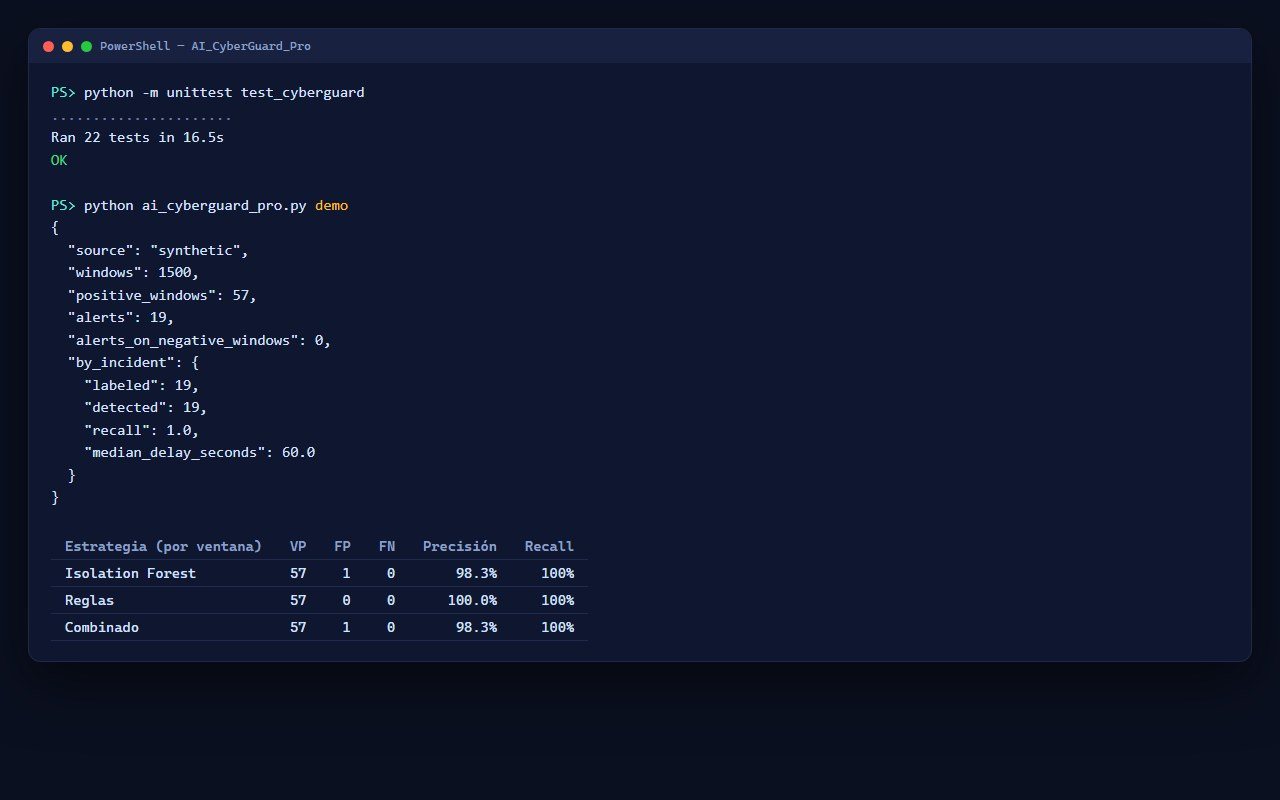 PowerShell — AI_CyberGuard_Pro
PS> python -m unittest test_cyberguard
......................
Ran 22 tests in 16.5s
OK
PS> python ai_cyberguard_pro.py demo
{
  "source": "synthetic",
  "windows": 1500,
  "positive_windows": 57,
  "alerts": 19,
  "alerts_on_negative_windows": 0,
  "by_incident": {
    "labeled": 19,
    "detected": 19,
    "recall": 1.0,
    "median_delay_seconds": 60.0
  }
}
Estrategia (por ventana) VP FP FN Precisión Recall
Isolation Forest 57 1 0 98.3% 100%
Reglas 57 0 0 100.0% 100%
Combinado 57 1 0 98.3% 100%